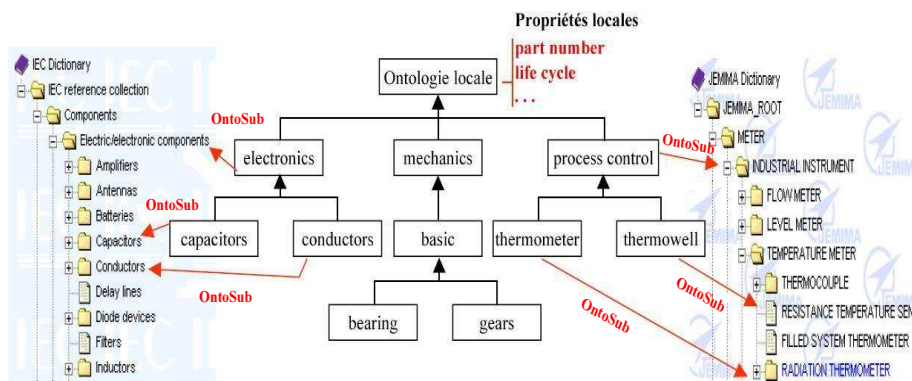 Propriétés locales
part number
life cycle
. . .
Ontologie locale
electronics
mechanics
process control
capacitors
conductors
basic
thermometer
thermowell
bearing
gears
OntoSub
OntoSub
OntoSub
OntoSub
OntoSub
OntoSub
IEC Dictionary
IEC reference collection
Components
Electric/electronic components
Amplifiers
Antennas
Batteries
Capacitors
Conductors
Delay lines
Diode devices
Filters
Inductors
JEMIMA Dictionary
JEMIMA_ROOT
METER
INDUSTRIAL INSTRUMENT
FLOW METER
LEVEL METER
TEMPERATURE METER
THERMOCOUPLE
RESISTANCE TEMPERATURE SEN
FILLED SYSTEM THERMOMETER
RADIATION THERMOMETER